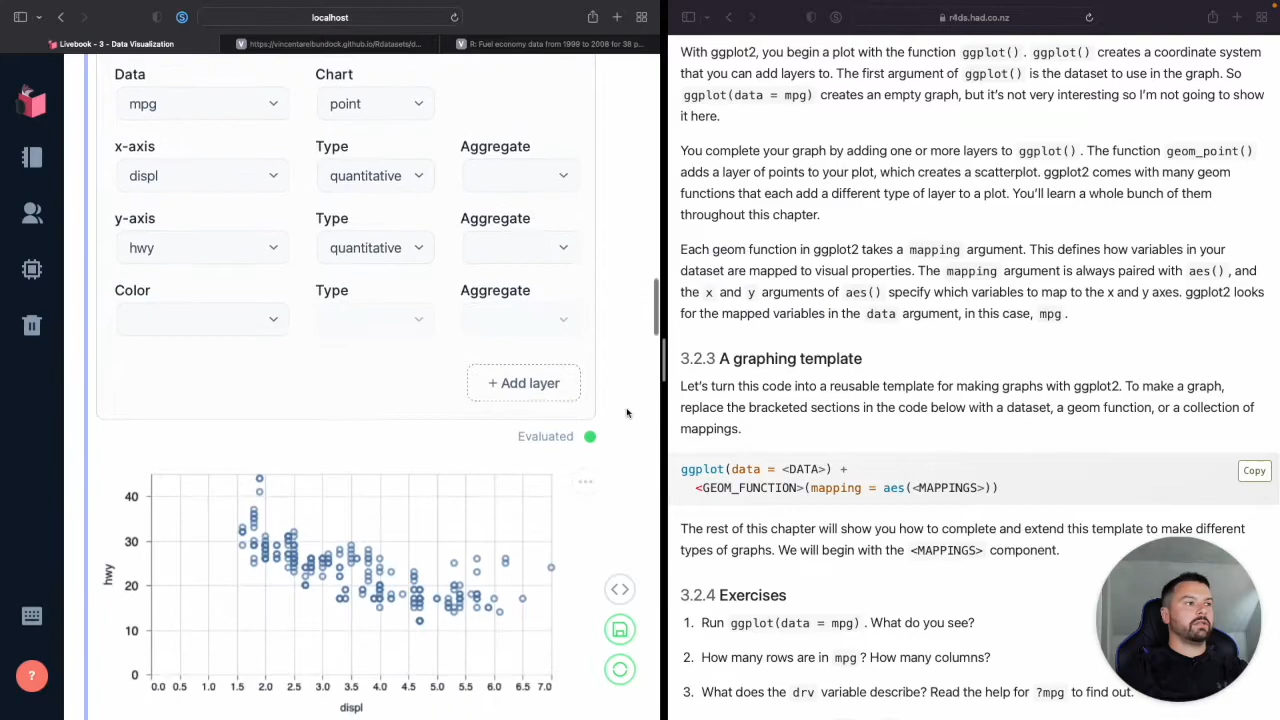 localhost
Livebook - 3 - Data Visualization
V https://vincentarelbundock.github.io/Rdatasets/d...
V R: Fuel economy data from 1999 to 2008 for 38 p...
Data
Chart
mpg
point
x-axis
Type
Aggregate
displ
quantitative
y-axis
Type
Aggregate
hwy
quantitative
Color
Type
Aggregate
+ Add layer
Evaluated
40
30
20
10
0
hwy
0.0 0.5 1.0 1.5 2.0 2.5 3.0 3.5 4.0 4.5 5.0 5.5 6.0 6.5 7.0
displ
?
r4ds.had.co.nz
With ggplot2, you begin a plot with the function ggplot(). ggplot() creates a coordinate system
that you can add layers to. The first argument of ggplot() is the dataset to use in the graph. So
ggplot(data = mpg) creates an empty graph, but it's not very interesting so I'm not going to show
it here.
You complete your graph by adding one or more layers to ggplot(). The function geom_point()
adds a layer of points to your plot, which creates a scatterplot. ggplot2 comes with many geom
functions that each add a different type of layer to a plot. You'll learn a whole bunch of them
throughout this chapter.
Each geom function in ggplot2 takes a mapping argument. This defines how variables in your
dataset are mapped to visual properties. The mapping argument is always paired with aes(), and
the x and y arguments of aes() specify which variables to map to the x and y axes. ggplot2 looks
for the mapped variables in the data argument, in this case, mpg.
3.2.3 A graphing template
Let's turn this code into a reusable template for making graphs with ggplot2. To make a graph,
replace the bracketed sections in the code below with a dataset, a geom function, or a collection of
mappings.
ggplot(data = <DATA>) +
<GEOM_FUNCTION>(mapping = aes(<MAPPINGS>))
Copy
The rest of this chapter will show you how to complete and extend this template to make different
types of graphs. We will begin with the <MAPPINGS> component.
3.2.4 Exercises
1. Run ggplot(data = mpg). What do you see?
2. How many rows are in mpg? How many columns?
3. What does the drv variable describe? Read the help for ?mpg to find out.